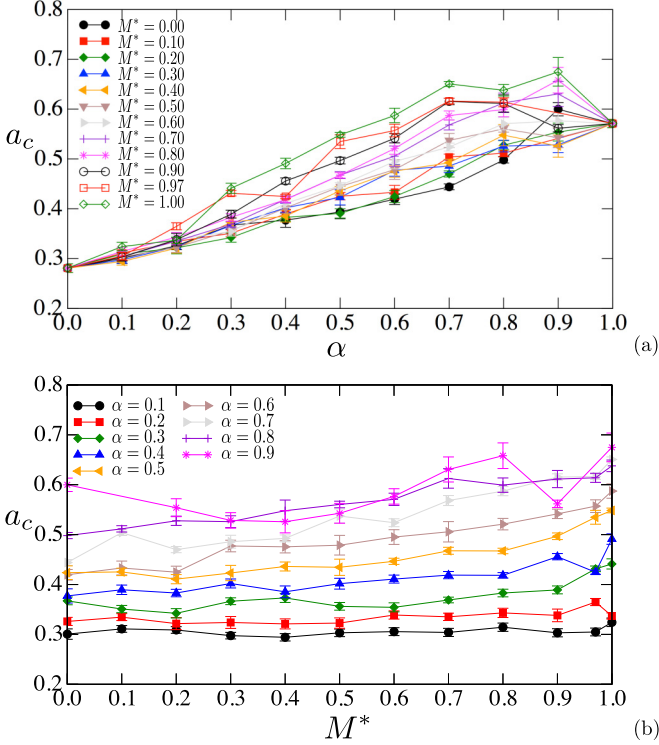 0.8
0.7
0.6
0.5
0.4
0.3
0.2
a_c
M* = 0.00
M* = 0.10
M* = 0.20
M* = 0.30
M* = 0.40
M* = 0.50
M* = 0.60
M* = 0.70
M* = 0.80
M* = 0.90
M* = 0.97
M* = 1.00
0.0 0.1 0.2 0.3 0.4 0.5 0.6 0.7 0.8 0.9 1.0
α
(a)
0.8
0.7
0.6
0.5
0.4
0.3
0.2
a_c
α = 0.1 α = 0.6
α = 0.2 α = 0.7
α = 0.3 α = 0.8
α = 0.4 α = 0.9
α = 0.5
0.0 0.1 0.2 0.3 0.4 0.5 0.6 0.7 0.8 0.9 1.0
M*
(b)